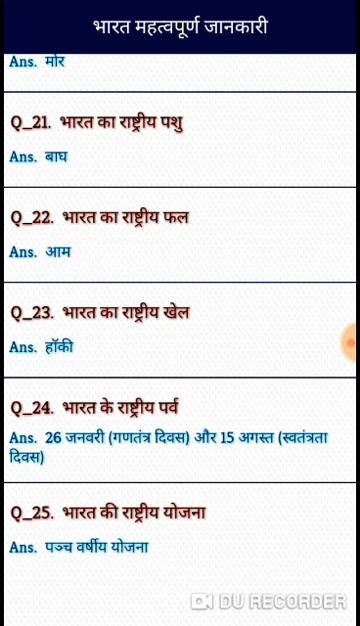 भारत महत्वपूर्ण जानकारी
Ans. मोर
Q_21. भारत का राष्ट्रीय पशु
Ans. बाघ
Q_22. भारत का राष्ट्रीय फल
Ans. आम
Q_23. भारत का राष्ट्रीय खेल
Ans. हॉकी
Q_24. भारत के राष्ट्रीय पर्व
Ans. 26 जनवरी (गणतंत्र दिवस) और 15 अगस्त (स्वतंत्रता
दिवस)
Q_25. भारत की राष्ट्रीय योजना
Ans. पञ्च वर्षीय योजना
DU RECORDER